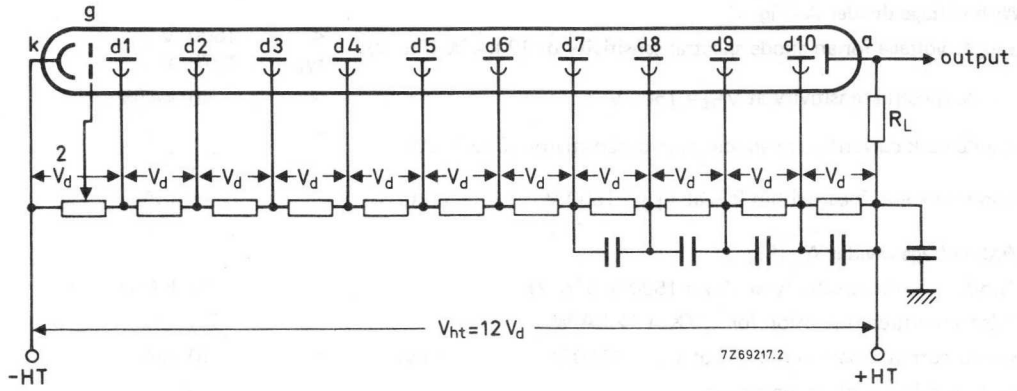 g
k d1 d2 d3 d4 d5 d6 d7 d8 d9 d10 a
output
R_L
2
V_d V_d V_d V_d V_d V_d V_d V_d V_d V_d V_d
V_ht=12 V_d
7Z69217.2
-HT +HT